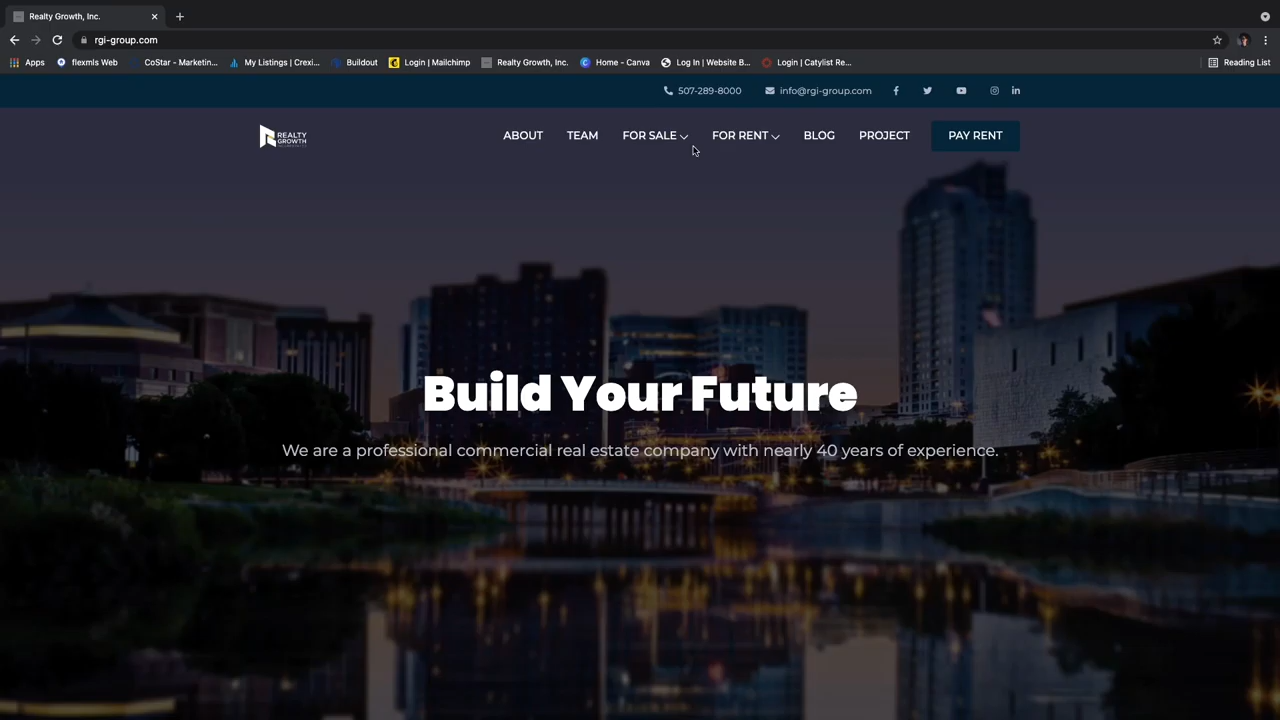 Realty Growth, Inc.
rgi-group.com
Apps flexmls Web CoStar - Marketin... My Listings | Crexi... Buildout Login | Mailchimp Realty Growth, Inc. Home - Canva Log In | Website B... Login | Catylist Re... Reading List
507-289-8000 info@rgi-group.com
REALTY
GROWTH
ABOUT TEAM FOR SALE FOR RENT BLOG PROJECT PAY RENT
Build Your Future
We are a professional commercial real estate company with nearly 40 years of experience.